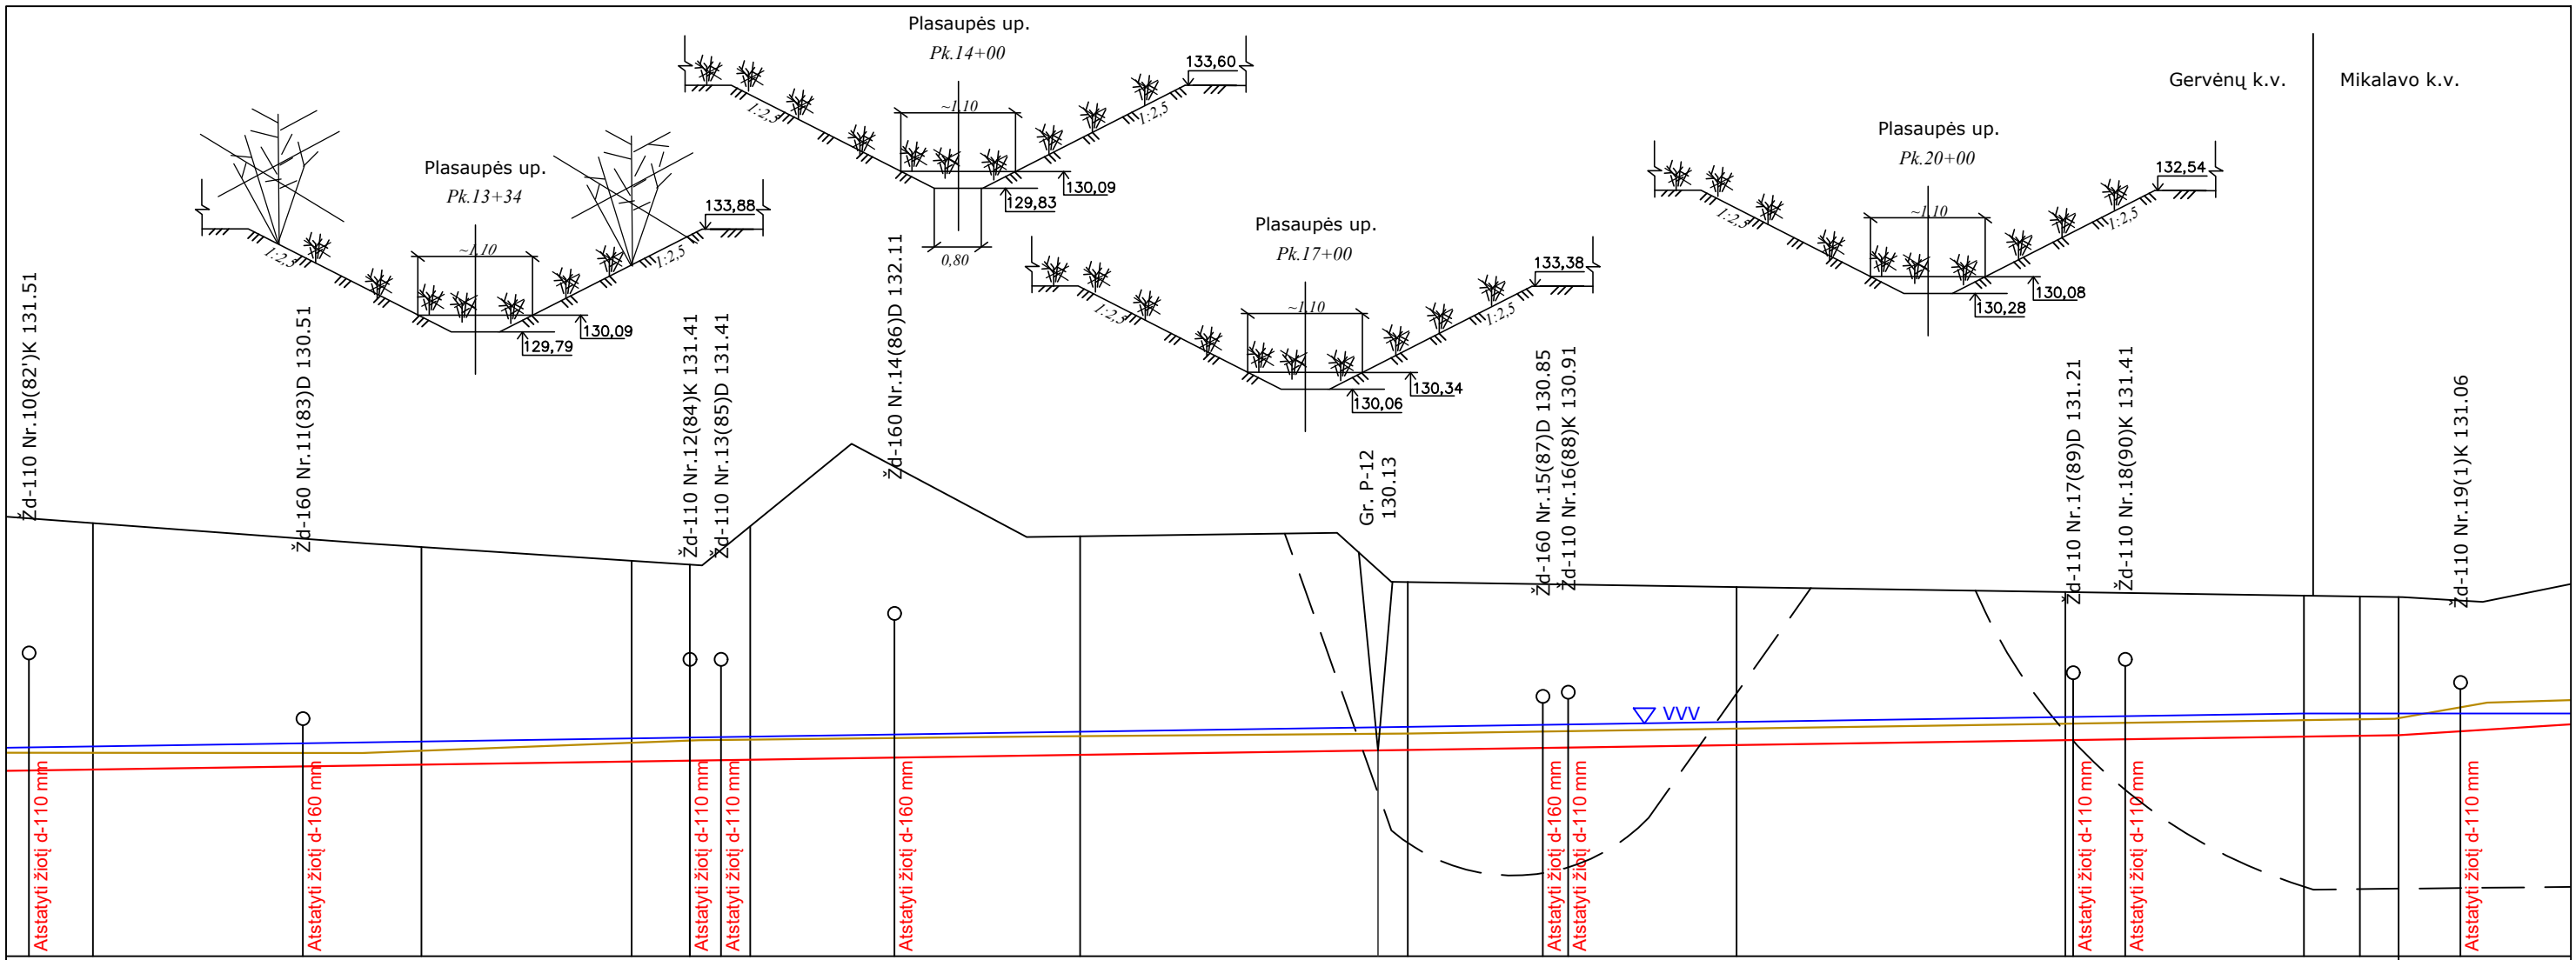 Plasaupės up.
Pk.14+00
133,60
~1,10
1:2,5
1:2,5
130,09
129,83
0,80
Gervėnų k.v.
Mikalavo k.v.
Plasaupės up.
Pk.20+00
132,54
~1,10
1:2,5
1:2,5
130,08
130,28
Plasaupės up.
Pk.13+34
133,88
~1,10
1:2,5
1:2,5
130,09
129,79
Plasaupės up.
Pk.17+00
133,38
~1,10
1:2,5
1:2,5
130,34
130,06
Žd-110 Nr.10(82)K 131.51
Žd-160 Nr.11(83)D 130.51
Žd-110 Nr.12(84)K 131.41
Žd-110 Nr.13(85)D 131.41
Žd-160 Nr.14(86)D 132.11
Gr. P-12
130.13
Žd-160 Nr.15(87)D 130.85
Žd-110 Nr.16(88)K 130.91
Žd-110 Nr.17(89)D 131.21
Žd-110 Nr.18(90)K 131.41
Žd-110 Nr.19(1)K 131.06
VVV
Atstatyti žiotį d-110 mm
Atstatyti žiotį d-160 mm
Atstatyti žiotį d-110 mm
Atstatyti žiotį d-110 mm
Atstatyti žiotį d-160 mm
Atstatyti žiotį d-160 mm
Atstatyti žiotį d-110 mm
Atstatyti žiotį d-110 mm
Atstatyti žiotį d-110 mm
Atstatyti žiotį d-110 mm